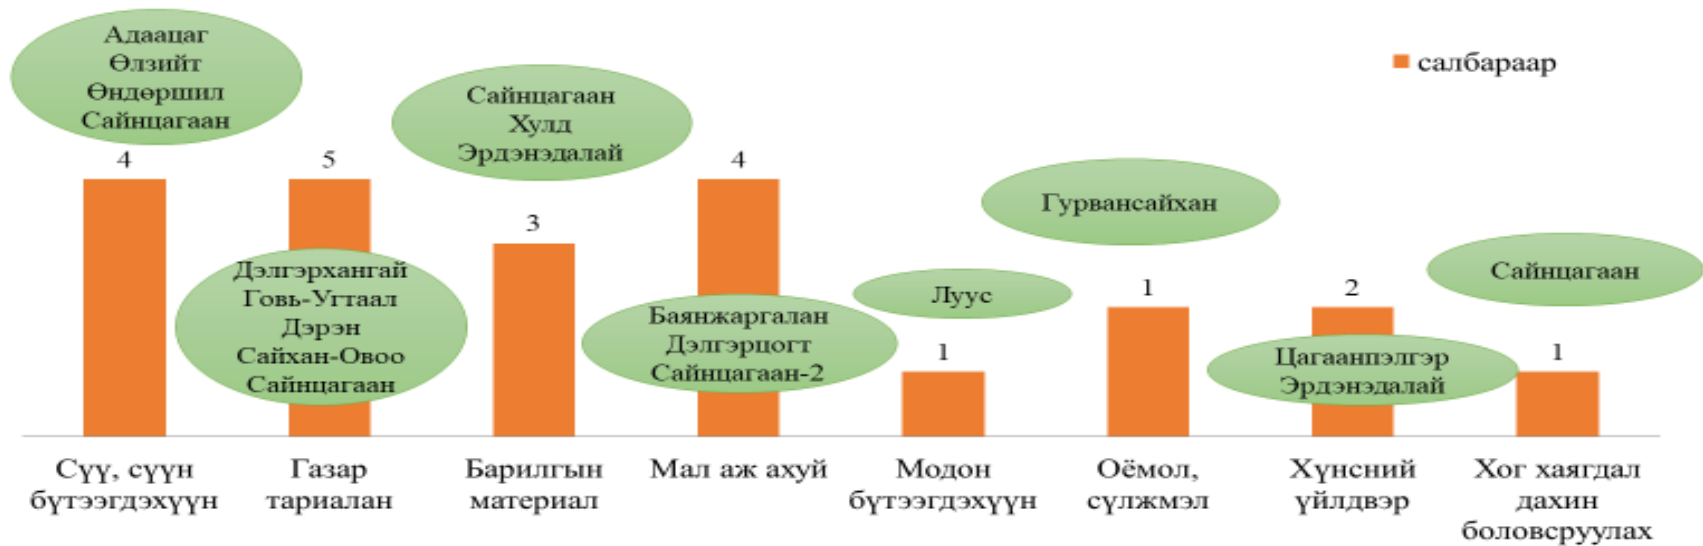 Адаацаг
Өлзийт
Өндөршил
Сайнцагаан
салбараар
Сайнцагаан
Хулд
Эрдэнэдалай
4
5
3
4
1
1
2
1
Дэлгэрхангай
Говь-Угтаал
Дэрэн
Сайхан-Овоо
Сайнцагаан
Баянжаргалан
Дэлгэрцогт
Сайнцагаан-2
Луус
Гурвансайхан
Цагаанпэлгэр
Эрдэнэдалай
Сайнцагаан
Сүү, сүүн
бүтээгдэхүүн
Газар
тариалан
Барилгын
материал
Мал аж ахуй
Модон
бүтээгдэхүүн
Оёмол,
сүлжмэл
Хүнсний
үйлдвэр
Хог хаягдал
дахин
боловсруулах